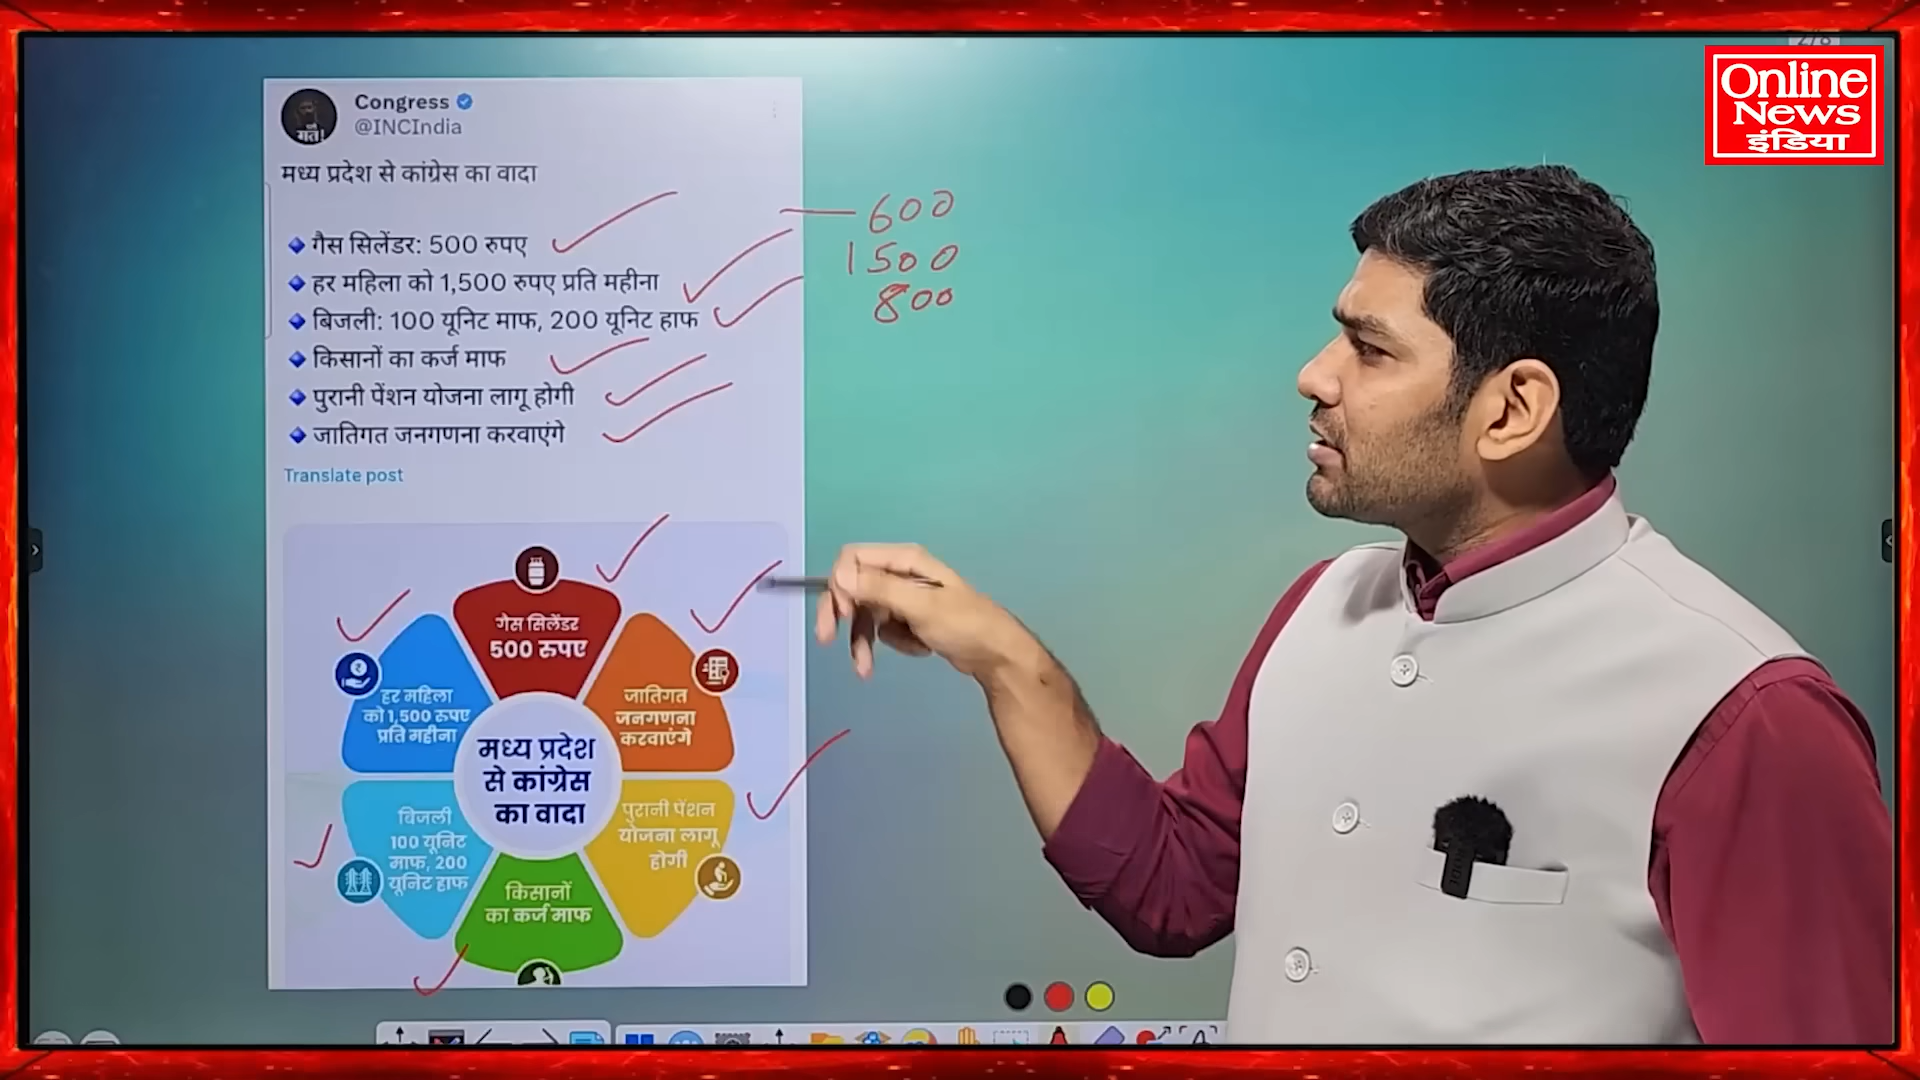 Online
News
इंडिया
Congress
@INCIndia
मध्य प्रदेश से कांग्रेस का वादा
गैस सिलेंडर: 500 रुपए
हर महिला को 1,500 रुपए प्रति महीना
बिजली: 100 यूनिट माफ, 200 यूनिट हाफ
किसानों का कर्ज माफ
पुरानी पेंशन योजना लागू होगी
जातिगत जनगणना करवाएंगे
Translate post
600
1500
800
गैस सिलेंडर
500 रुपए
जातिगत
जनगणना
करवाएंगे
पुरानी पेंशन
योजना लागू
होगी
किसानों
का कर्ज माफ
बिजली
100 यूनिट
माफ, 200
यूनिट हाफ
हर महिला
को 1,500 रुपए
प्रति महीना
मध्य प्रदेश
से कांग्रेस
का वादा